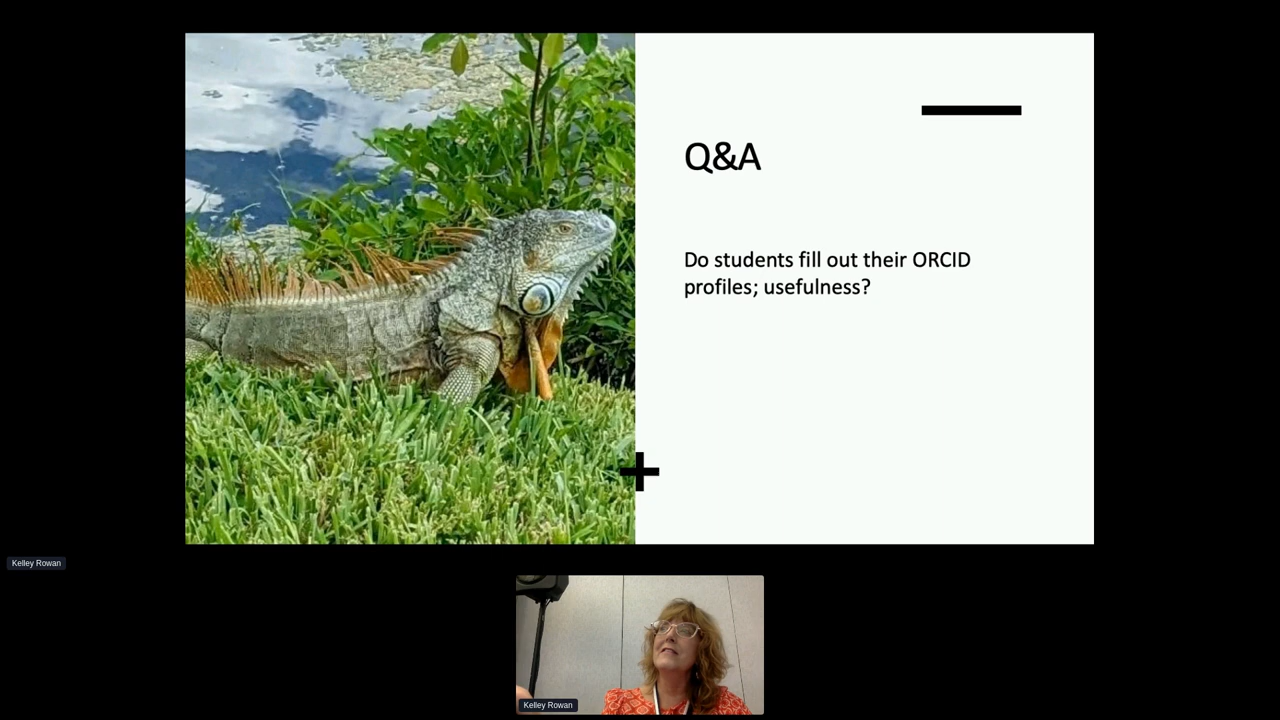 Q&A
Do students fill out their ORCID
profiles; usefulness?
Kelley Rowan
Kelley Rowan